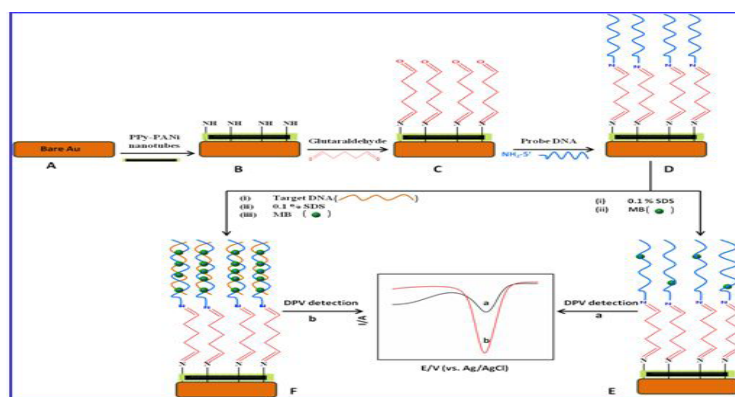 Bare Au
A
PPy-PANi
nanotubes
NH NH NH NH
B
Glutaraldehyde
O O
O O O O
N N N N
C
Probe DNA
NH₂-5'
N N N N
N N N N
D
(i) Target DNA( )
(ii) 0.1 % SDS
(iii) MB ( )
(i) 0.1 % SDS
(ii) MB( )
N N N N
N N N N
F
DPV detection
b
I/A
a
b
E/V (vs. Ag/AgCl)
DPV detection
a
N N N N
N N N N
E